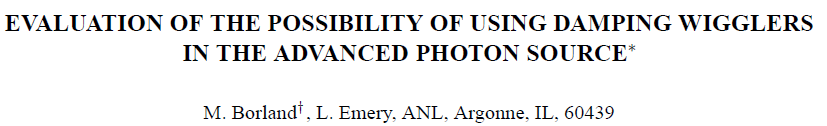 EVALUATION OF THE POSSIBILITY OF USING DAMPING WIGGLERS
IN THE ADVANCED PHOTON SOURCE*
M. Borland†, L. Emery, ANL, Argonne, IL, 60439